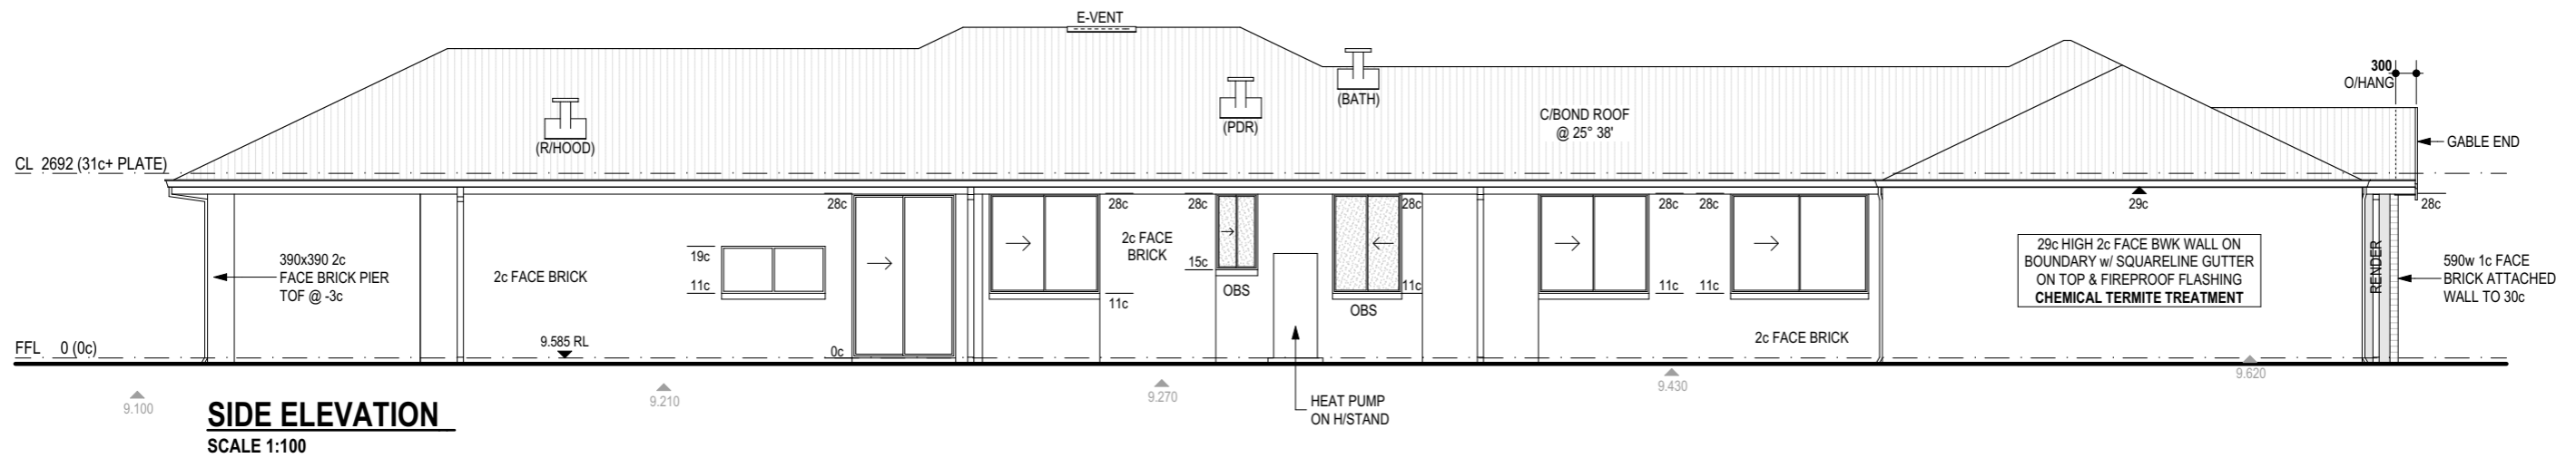 E-VENT
300
O/HANG
(BATH)
C/BOND ROOF
@ 25° 38'
(PDR)
(R/HOOD)
GABLE END
CL 2692 (31c+ PLATE)
28c
28c
28c
28c
28c
28c
29c
28c
390x390 2c
FACE BRICK PIER
TOF @ -3c
2c FACE BRICK
19c
11c
2c FACE
BRICK
15c
OBS
11c
11c
OBS
11c
11c
29c HIGH 2c FACE BWK WALL ON
BOUNDARY w/ SQUARELINE GUTTER
ON TOP & FIREPROOF FLASHING
CHEMICAL TERMITE TREATMENT
RENDER
590w 1c FACE
BRICK ATTACHED
WALL TO 30c
FFL 0 (0c)
9.585 RL
0c
2c FACE BRICK
9.100
9.210
9.270
9.430
9.620
HEAT PUMP
ON H/STAND
SIDE ELEVATION
SCALE 1:100